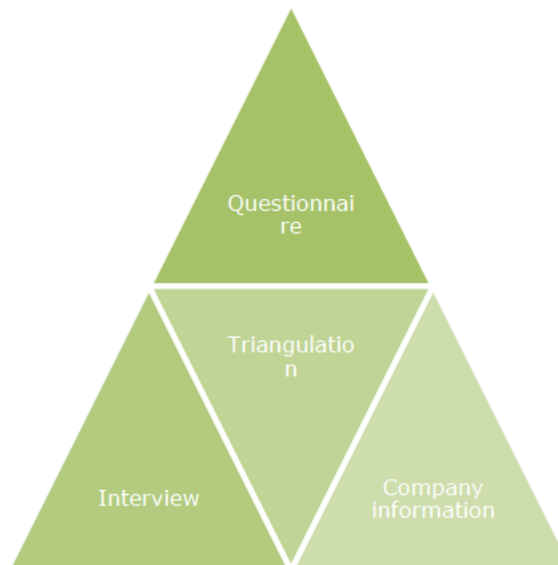 Questionnai
re
Triangulatio
n
Interview
Company
information